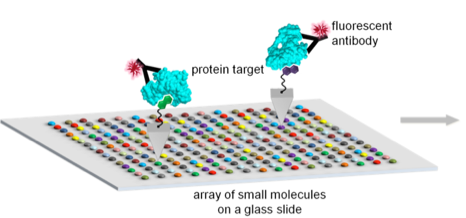 fluorescent
antibody
protein target
array of small molecules
on a glass slide